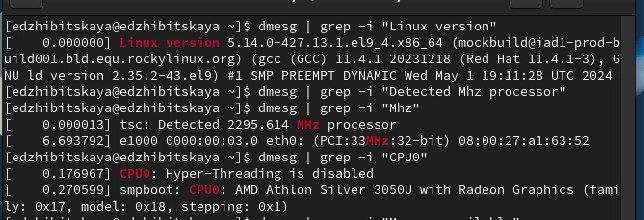 [edzhibitskaya@edzhibitskaya ~]$ dmesg | grep -i "Linux version"
[    0.000000] Linux version 5.14.0-427.13.1.el9_4.x86_64 (mockbuild@iad1-prod-b
uild001.bld.equ.rockylinux.org) (gcc (GCC) 11.4.1 20231218 (Red Hat 11.4.1-3), G
NU ld version 2.35.2-43.el9) #1 SMP PREEMPT DYNAMIC Wed May 1 19:11:28 UTC 2024
[edzhibitskaya@edzhibitskaya ~]$ dmesg | grep -i "Detected Mhz processor"
[edzhibitskaya@edzhibitskaya ~]$ dmesg | grep -i "Mhz"
[    0.000013] tsc: Detected 2295.614 MHz processor
[    6.693792] e1000 0000:00:03.0 eth0: (PCI:33MHz:32-bit) 08:00:27:a1:63:52
[edzhibitskaya@edzhibitskaya ~]$ dmesg | grep -i "CPU0"
[    0.176967] CPU0: Hyper-Threading is disabled
[    0.270599] smpboot: CPU0: AMD Athlon Silver 3050U with Radeon Graphics (fami
ly: 0x17, model: 0x18, stepping: 0x1)